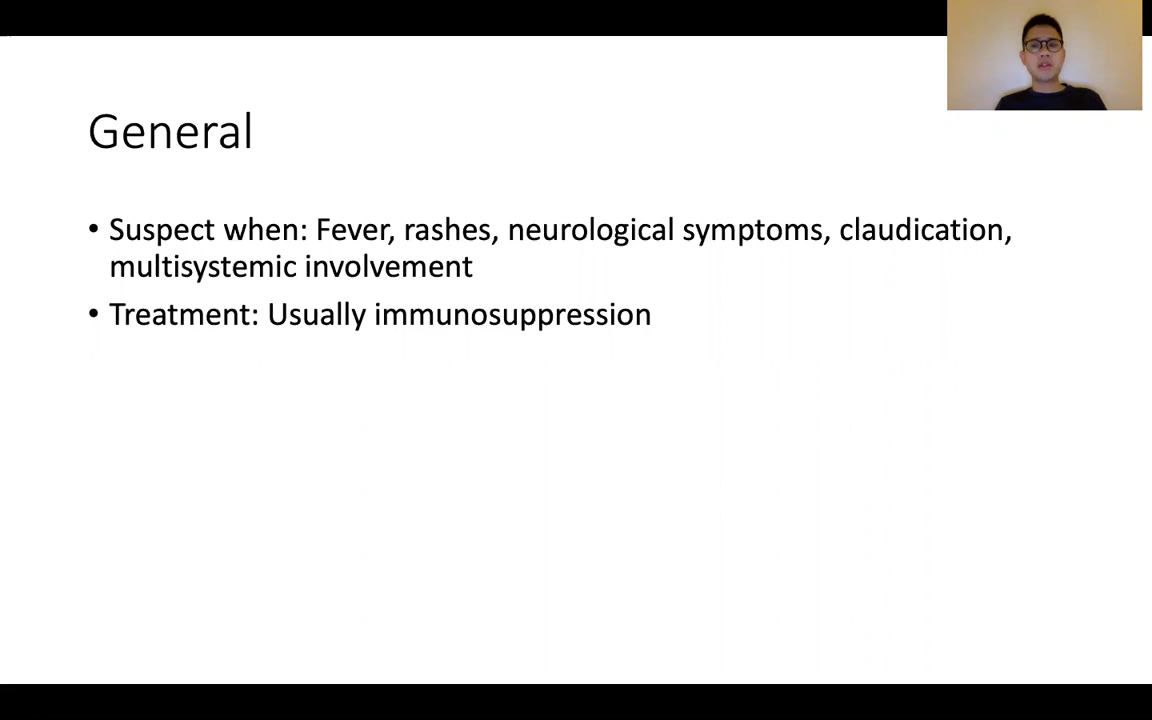 General
• Suspect when: Fever, rashes, neurological symptoms, claudication,
multisystemic involvement
• Treatment: Usually immunosuppression